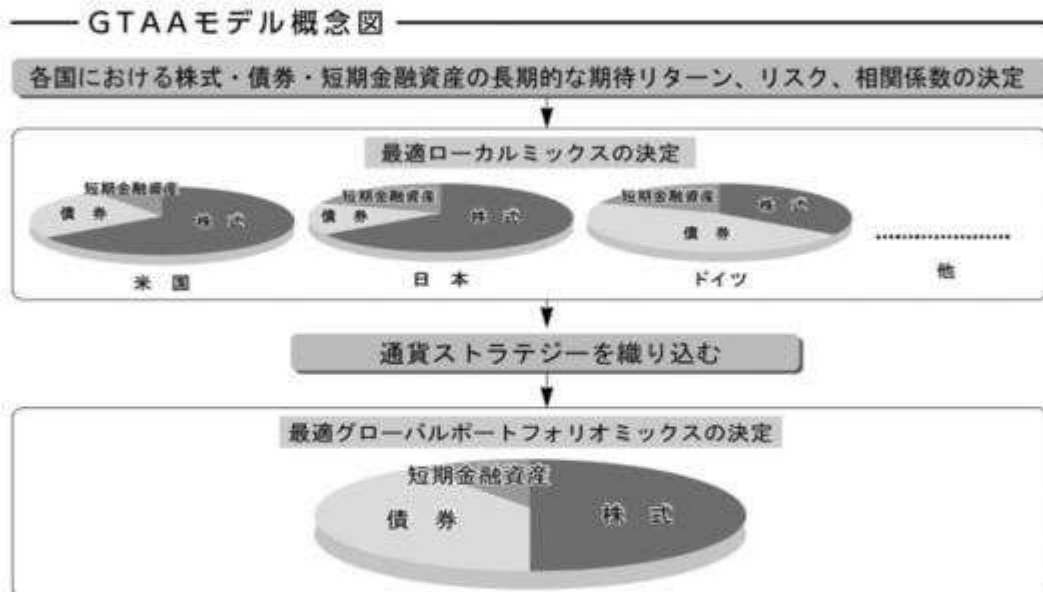 GTAAモデル概念図
各国における株式・債券・短期金融資産の長期的な期待リターン、リスク、相関係数の決定
最適ローカルミックスの決定
短期金融資産
債 券
株 式
米 国
短期金融資産
債 券
株 式
日 本
短期金融資産
債 券
株 式
ドイツ
他
通貨ストラテジーを織り込む
最適グローバルポートフォリオミックスの決定
短期金融資産
債 券
株 式